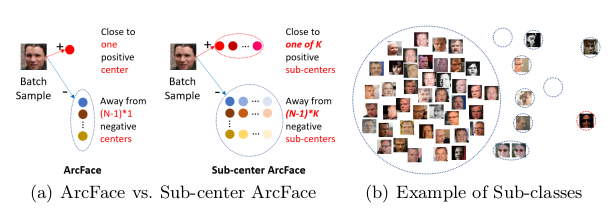 +
Close to
one
positive
center
Batch
Sample
-
Away from
(N-1)*1
negative
centers
ArcFace
+
...
Close to
one of K
positive
sub-centers
Batch
Sample
-
...
...
...
Away from
(N-1)*K
negative
sub-centers
Sub-center ArcFace
(a) ArcFace vs. Sub-center ArcFace
(b) Example of Sub-classes